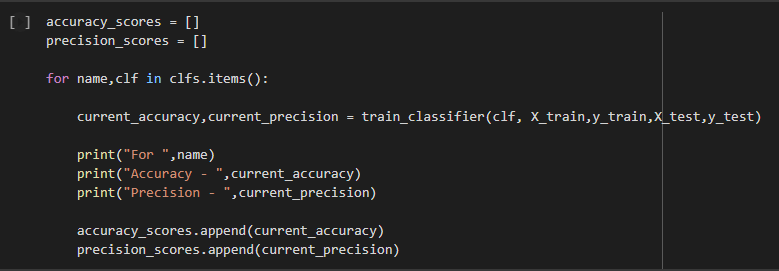 [ ] accuracy_scores = []
precision_scores = []
for name,clf in clfs.items():
current_accuracy,current_precision = train_classifier(clf, X_train,y_train,X_test,y_test)
print("For ",name)
print("Accuracy - ",current_accuracy)
print("Precision - ",current_precision)
accuracy_scores.append(current_accuracy)
precision_scores.append(current_precision)